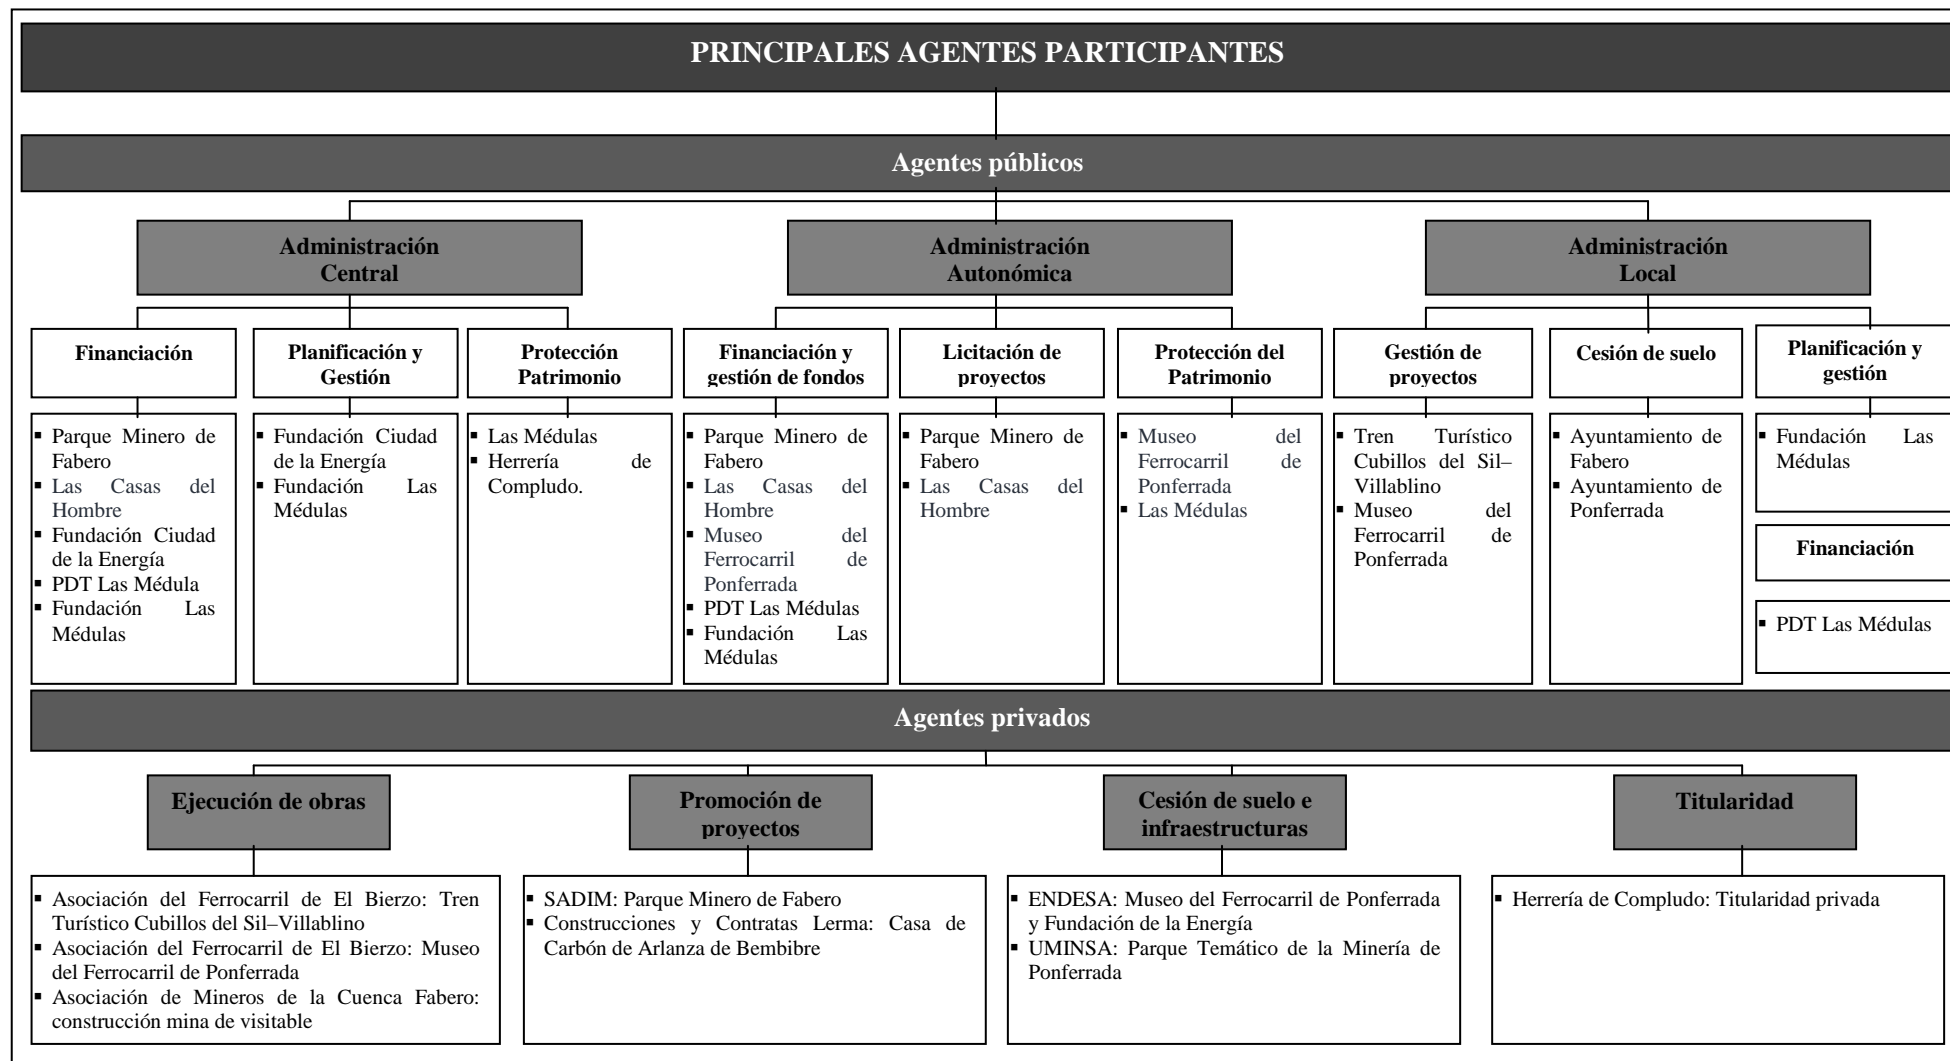 PRINCIPALES AGENTES PARTICIPANTES
Agentes públicos
Administración
Central
Administración
Autonómica
Administración
Local
Financiación
Planificación y
Gestión
Protección
Patrimonio
Financiación y
gestión de fondos
Licitación de
proyectos
Protección del
Patrimonio
Gestión de
proyectos
Cesión de suelo
Planificación y
gestión
▪ Parque Minero de
Fabero
▪ Las Casas del
Hombre
▪ Fundación Ciudad
de la Energía
▪ PDT Las Médula
▪ Fundación Las
Médulas
▪ Fundación Ciudad
de la Energía
▪ Fundación Las
Médulas
▪ Las Médulas
▪ Herrería de
Compludo.
▪ Parque Minero de
Fabero
▪ Las Casas del
Hombre
▪ Museo del
Ferrocarril de
Ponferrada
▪ PDT Las Médulas
▪ Fundación Las
Médulas
▪ Parque Minero de
Fabero
▪ Las Casas del
Hombre
▪ Museo del
Ferrocarril de
Ponferrada
▪ Las Médulas
▪ Tren Turístico
Cubillos del Sil–
Villablino
▪ Museo del
Ferrocarril de
Ponferrada
▪ Ayuntamiento de
Fabero
▪ Ayuntamiento de
Ponferrada
▪ Fundación Las
Médulas
Financiación
▪ PDT Las Médulas
Agentes privados
Ejecución de obras
Promoción de
proyectos
Cesión de suelo e
infraestructuras
Titularidad
▪ Asociación del Ferrocarril de El Bierzo: Tren
Turístico Cubillos del Sil–Villablino
▪ Asociación del Ferrocarril de El Bierzo: Museo
del Ferrocarril de Ponferrada
▪ Asociación de Mineros de la Cuenca Fabero:
construcción mina de visitable
▪ SADIM: Parque Minero de Fabero
▪ Construcciones y Contratas Lerma: Casa de
Carbón de Arlanza de Bembibre
▪ ENDESA: Museo del Ferrocarril de Ponferrada
y Fundación de la Energía
▪ UMINSA: Parque Temático de la Minería de
Ponferrada
▪ Herrería de Compludo: Titularidad privada